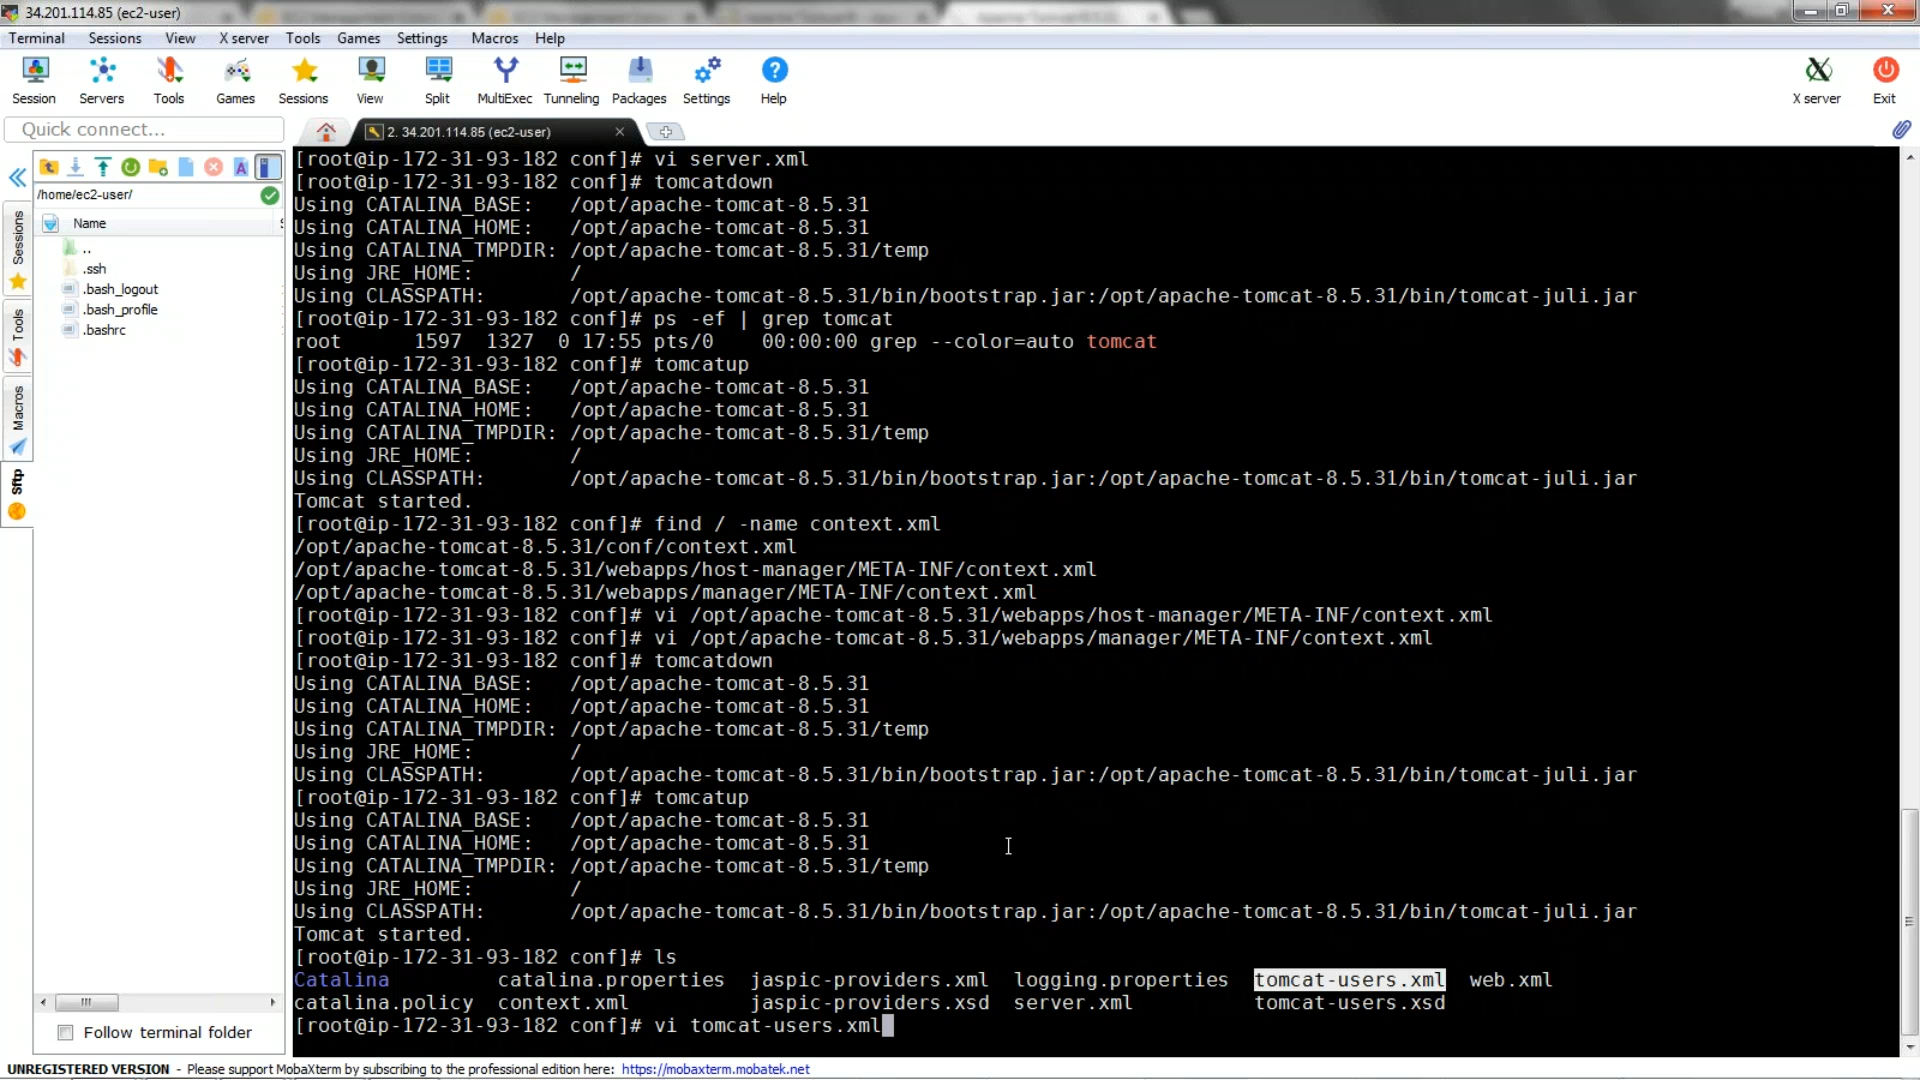 34.201.114.85 (ec2-user)
Terminal Sessions View X server Tools Games Settings Macros Help
Session Servers Tools Games Sessions View Split MultiExec Tunneling Packages Settings Help X server Exit
Quick connect...
2. 34.201.114.85 (ec2-user)
/home/ec2-user/
Name
..
.ssh
.bash_logout
.bash_profile
.bashrc
Sessions
Tools
Macros
Sftp
Follow terminal folder
[root@ip-172-31-93-182 conf]# vi server.xml
[root@ip-172-31-93-182 conf]# tomcatdown
Using CATALINA_BASE:   /opt/apache-tomcat-8.5.31
Using CATALINA_HOME:   /opt/apache-tomcat-8.5.31
Using CATALINA_TMPDIR: /opt/apache-tomcat-8.5.31/temp
Using JRE_HOME:        /
Using CLASSPATH:       /opt/apache-tomcat-8.5.31/bin/bootstrap.jar:/opt/apache-tomcat-8.5.31/bin/tomcat-juli.jar
[root@ip-172-31-93-182 conf]# ps -ef | grep tomcat
root      1597  1327  0 17:55 pts/0    00:00:00 grep --color=auto tomcat
[root@ip-172-31-93-182 conf]# tomcatup
Using CATALINA_BASE:   /opt/apache-tomcat-8.5.31
Using CATALINA_HOME:   /opt/apache-tomcat-8.5.31
Using CATALINA_TMPDIR: /opt/apache-tomcat-8.5.31/temp
Using JRE_HOME:        /
Using CLASSPATH:       /opt/apache-tomcat-8.5.31/bin/bootstrap.jar:/opt/apache-tomcat-8.5.31/bin/tomcat-juli.jar
Tomcat started.
[root@ip-172-31-93-182 conf]# find / -name context.xml
/opt/apache-tomcat-8.5.31/conf/context.xml
/opt/apache-tomcat-8.5.31/webapps/host-manager/META-INF/context.xml
/opt/apache-tomcat-8.5.31/webapps/manager/META-INF/context.xml
[root@ip-172-31-93-182 conf]# vi /opt/apache-tomcat-8.5.31/webapps/host-manager/META-INF/context.xml
[root@ip-172-31-93-182 conf]# vi /opt/apache-tomcat-8.5.31/webapps/manager/META-INF/context.xml
[root@ip-172-31-93-182 conf]# tomcatdown
Using CATALINA_BASE:   /opt/apache-tomcat-8.5.31
Using CATALINA_HOME:   /opt/apache-tomcat-8.5.31
Using CATALINA_TMPDIR: /opt/apache-tomcat-8.5.31/temp
Using JRE_HOME:        /
Using CLASSPATH:       /opt/apache-tomcat-8.5.31/bin/bootstrap.jar:/opt/apache-tomcat-8.5.31/bin/tomcat-juli.jar
[root@ip-172-31-93-182 conf]# tomcatup
Using CATALINA_BASE:   /opt/apache-tomcat-8.5.31
Using CATALINA_HOME:   /opt/apache-tomcat-8.5.31
Using CATALINA_TMPDIR: /opt/apache-tomcat-8.5.31/temp
Using JRE_HOME:        /
Using CLASSPATH:       /opt/apache-tomcat-8.5.31/bin/bootstrap.jar:/opt/apache-tomcat-8.5.31/bin/tomcat-juli.jar
Tomcat started.
[root@ip-172-31-93-182 conf]# ls
Catalina         catalina.properties  jaspic-providers.xml  logging.properties  tomcat-users.xml  web.xml
catalina.policy  context.xml          jaspic-providers.xsd  server.xml          tomcat-users.xsd
[root@ip-172-31-93-182 conf]# vi tomcat-users.xml
UNREGISTERED VERSION - Please support MobaXterm by subscribing to the professional edition here: https://mobaxterm.mobatek.net